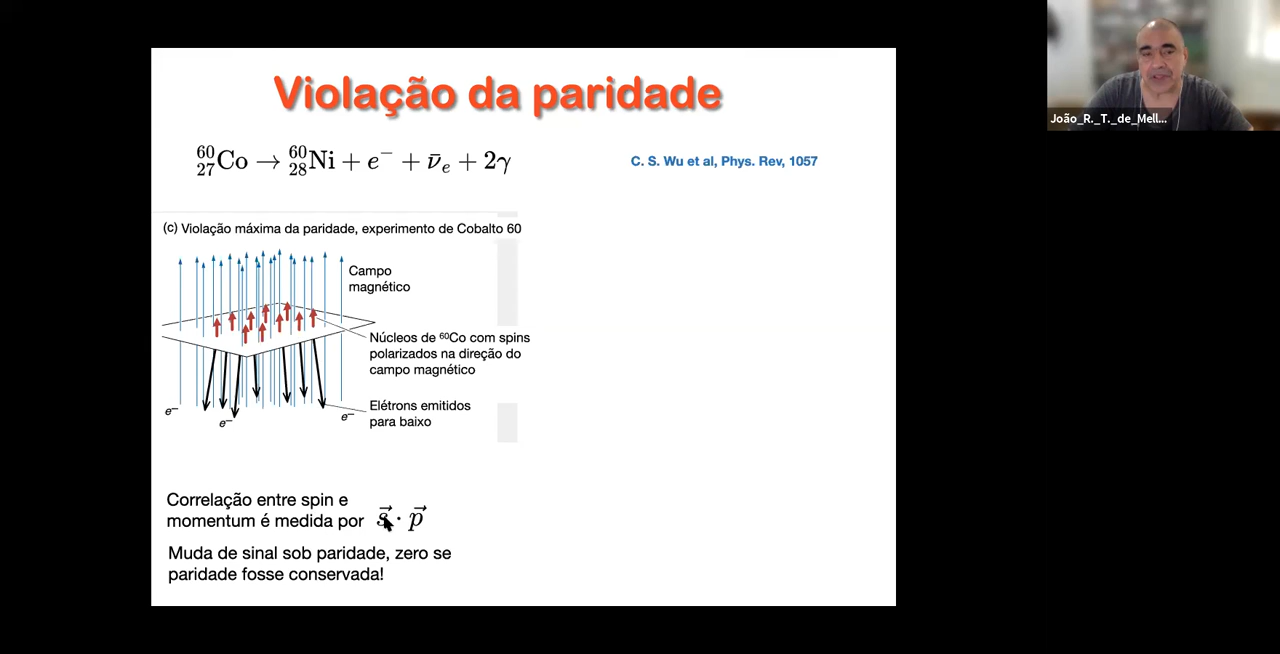 Violação da paridade
⁶⁰₂₇Co → ⁶⁰₂₈Ni + e⁻ + ν̄ₑ + 2γ
C. S. Wu et al, Phys. Rev, 1057
(c) Violação máxima da paridade, experimento de Cobalto 60
Campo
magnético
Núcleos de ⁶⁰Co com spins
polarizados na direção do
campo magnético
Elétrons emitidos
para baixo
e⁻
e⁻
e⁻
Correlação entre spin e
momentum é medida por s⃗ · p⃗
Muda de sinal sob paridade, zero se
paridade fosse conservada!
João_R._T._de_Mell...